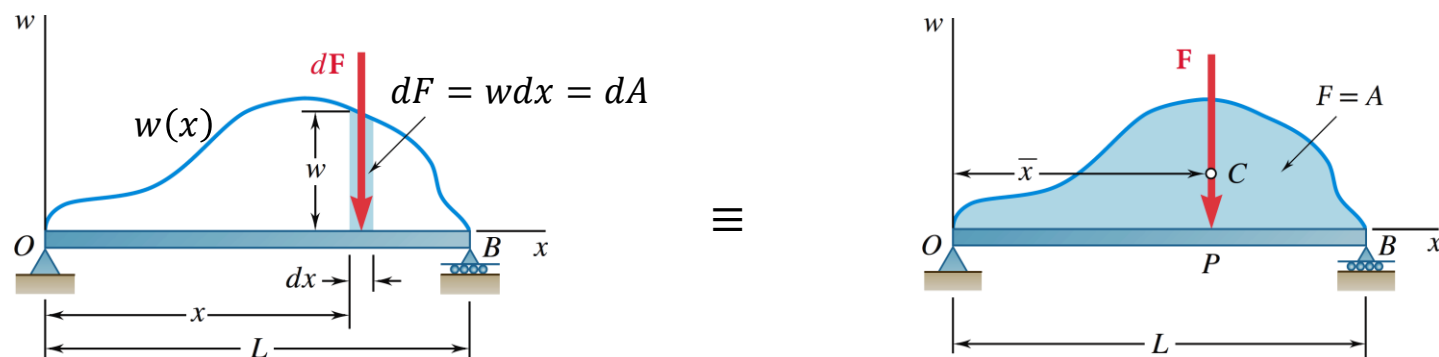 w
dF
dF = wdx = dA
w(x)
w
O
B
x
dx
x
L
≡
w
F
F = A
x̅
C
O
B
x
P
L